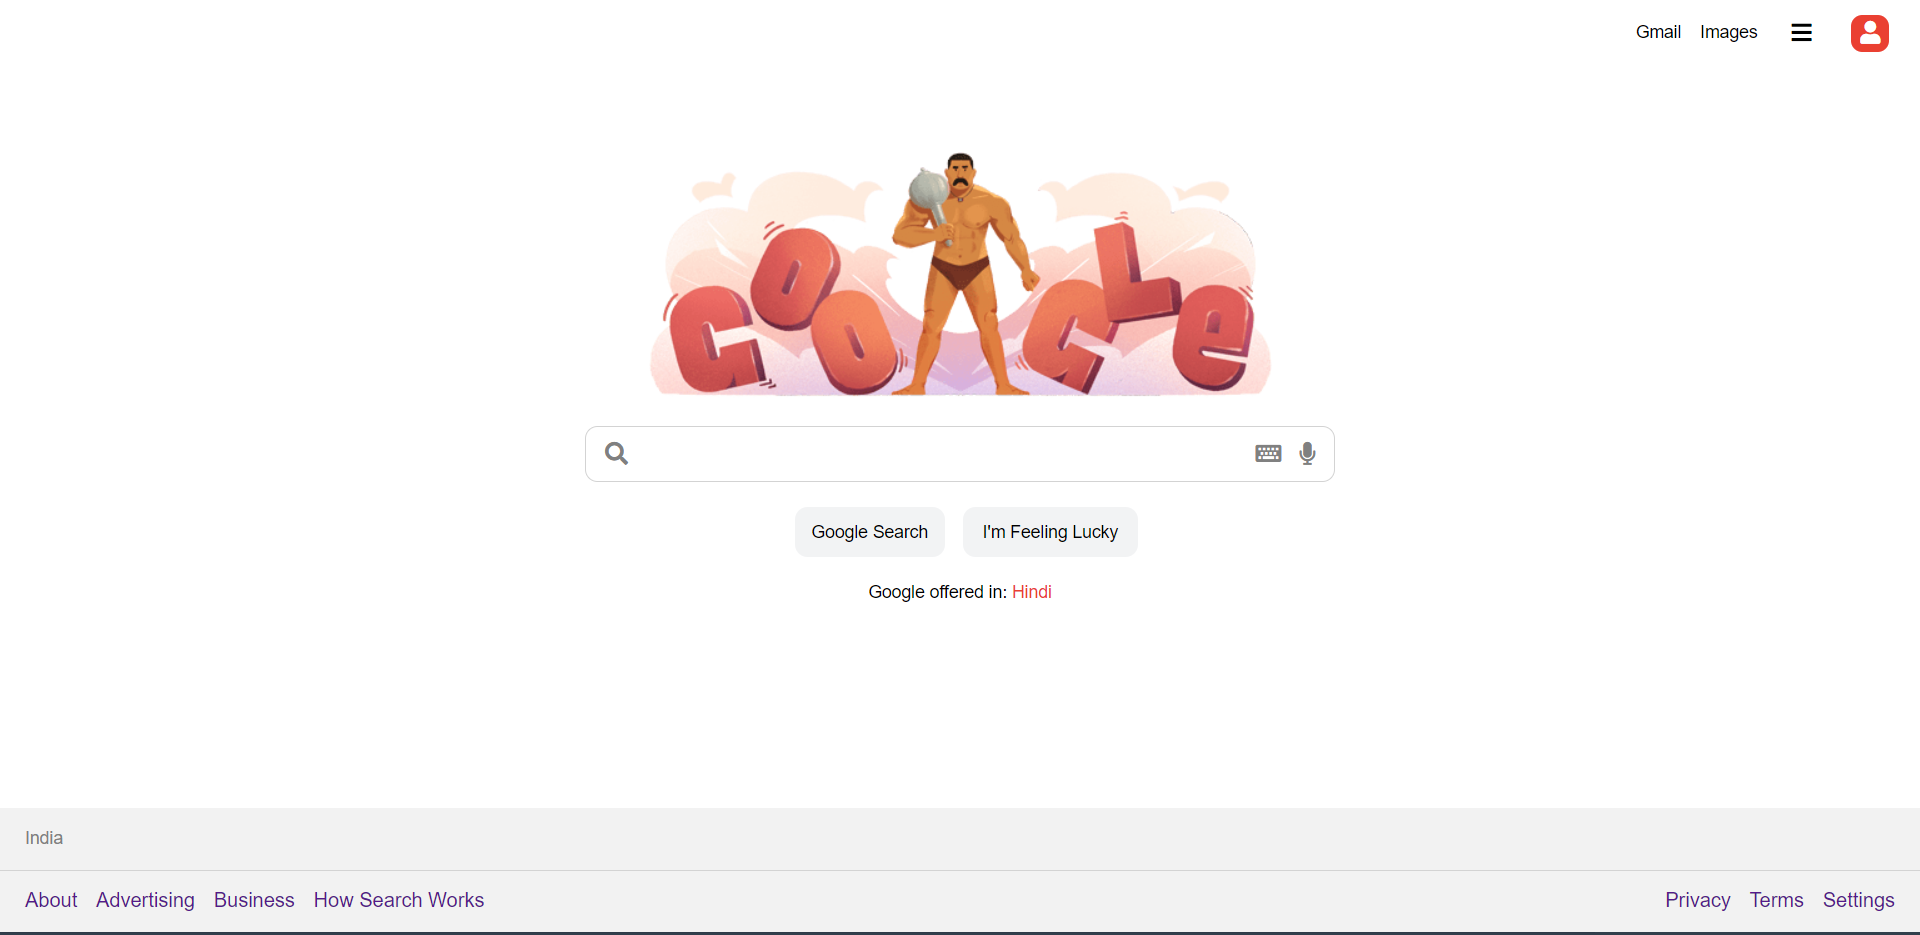 Gmail Images
GOOGLE
Google Search I'm Feeling Lucky
Google offered in: Hindi
India
About Advertising Business How Search Works Privacy Terms Settings